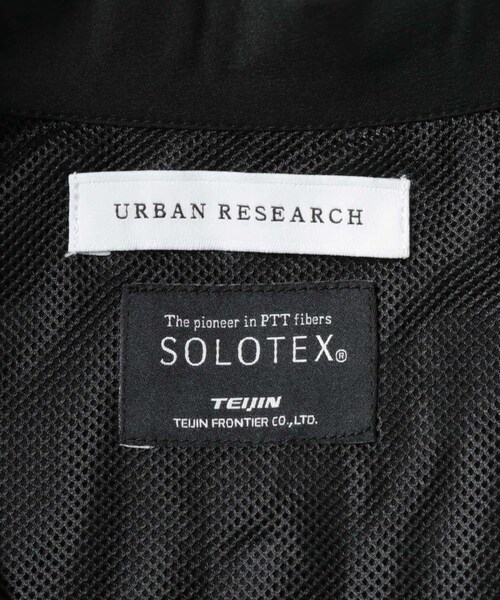 URBAN RESEARCH
The pioneer in PTT fibers
SOLOTEX®
TEIJIN
TEIJIN FRONTIER CO.,LTD.